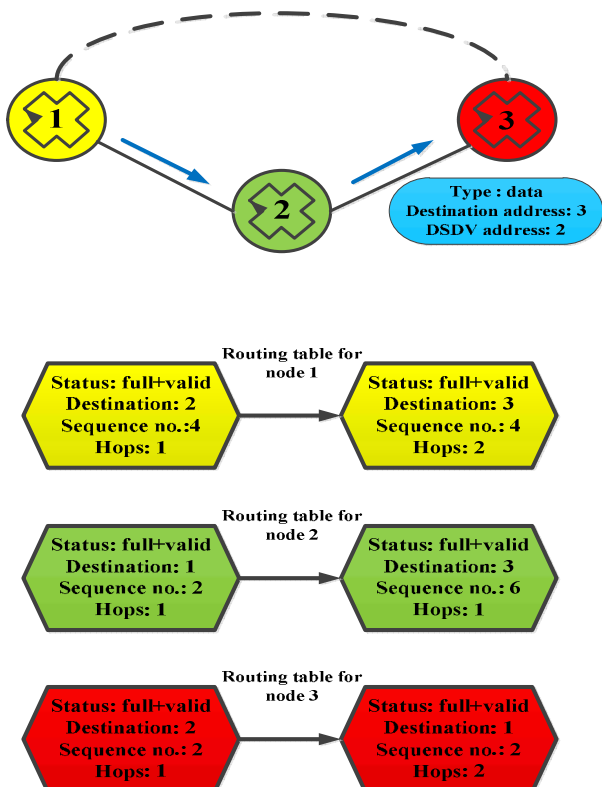 1
3
2
Type : data
Destination address: 3
DSDV address: 2
Routing table for
node 1
Status: full+valid
Destination: 2
Sequence no.:4
Hops: 1
Status: full+valid
Destination: 3
Sequence no.: 4
Hops: 2
Routing table for
node 2
Status: full+valid
Destination: 1
Sequence no.: 2
Hops: 1
Status: full+valid
Destination: 3
Sequence no.: 6
Hops: 1
Routing table for
node 3
Status: full+valid
Destination: 2
Sequence no.: 2
Hops: 1
Status: full+valid
Destination: 1
Sequence no.: 2
Hops: 2